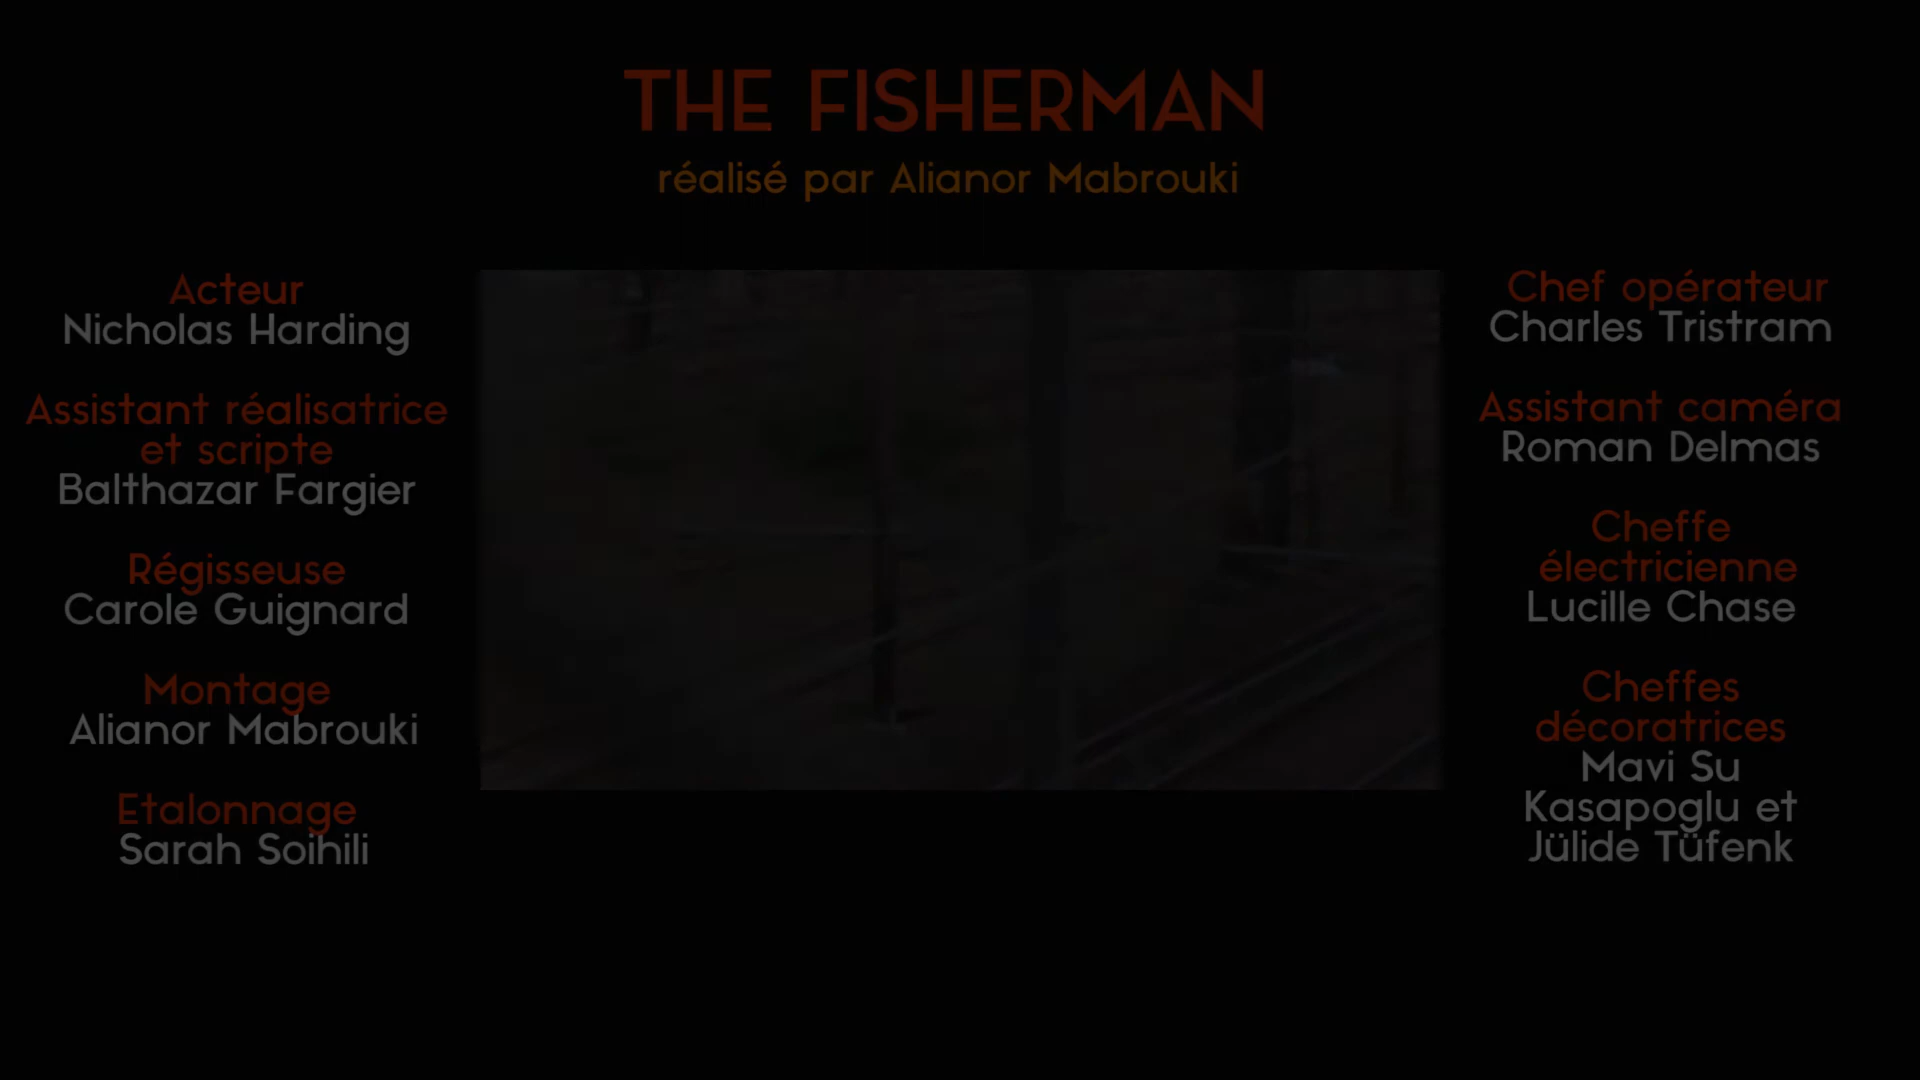 THE FISHERMAN
réalisé par Alianor Mabrouki
Acteur
Nicholas Harding
Assistant réalisatrice
et scripte
Balthazar Fargier
Régisseuse
Carole Guignard
Montage
Alianor Mabrouki
Etalonnage
Sarah Soihili
Chef opérateur
Charles Tristram
Assistant caméra
Roman Delmas
Cheffe
électricienne
Lucille Chase
Cheffes
décoratrices
Mavi Su
Kasapoglu et
Jülide Tüfenk